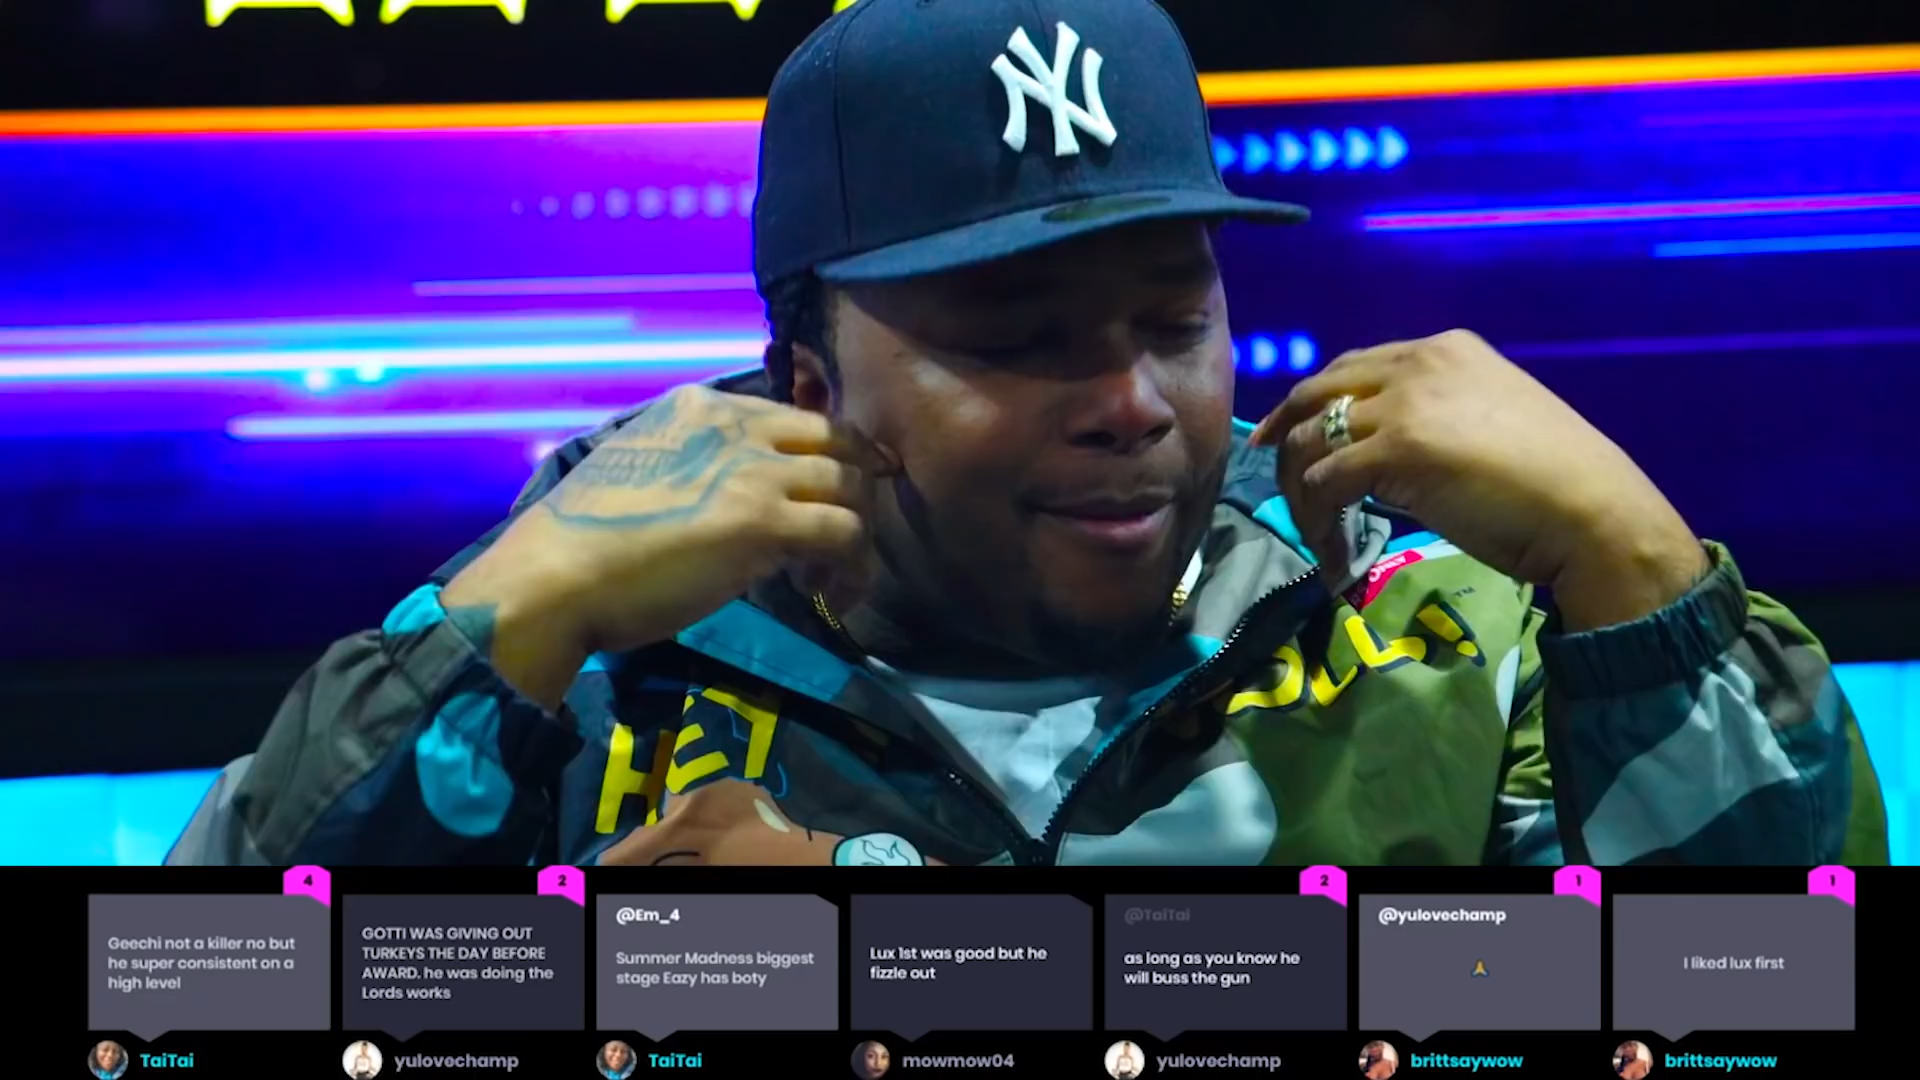 NY
HEY
OLL!
™
4
Geechi not a killer no but
he super consistent on a
high level
TaiTai
2
GOTTI WAS GIVING OUT
TURKEYS THE DAY BEFORE
AWARD. he was doing the
Lords works
yulovechamp
@Em_4
Summer Madness biggest
stage Eazy has boty
TaiTai
Lux 1st was good but he
fizzle out
mowmow04
2
@TaiTai
as long as you know he
will buss the gun
yulovechamp
1
@yulovechamp
brittsaywow
1
I liked lux first
brittsaywow